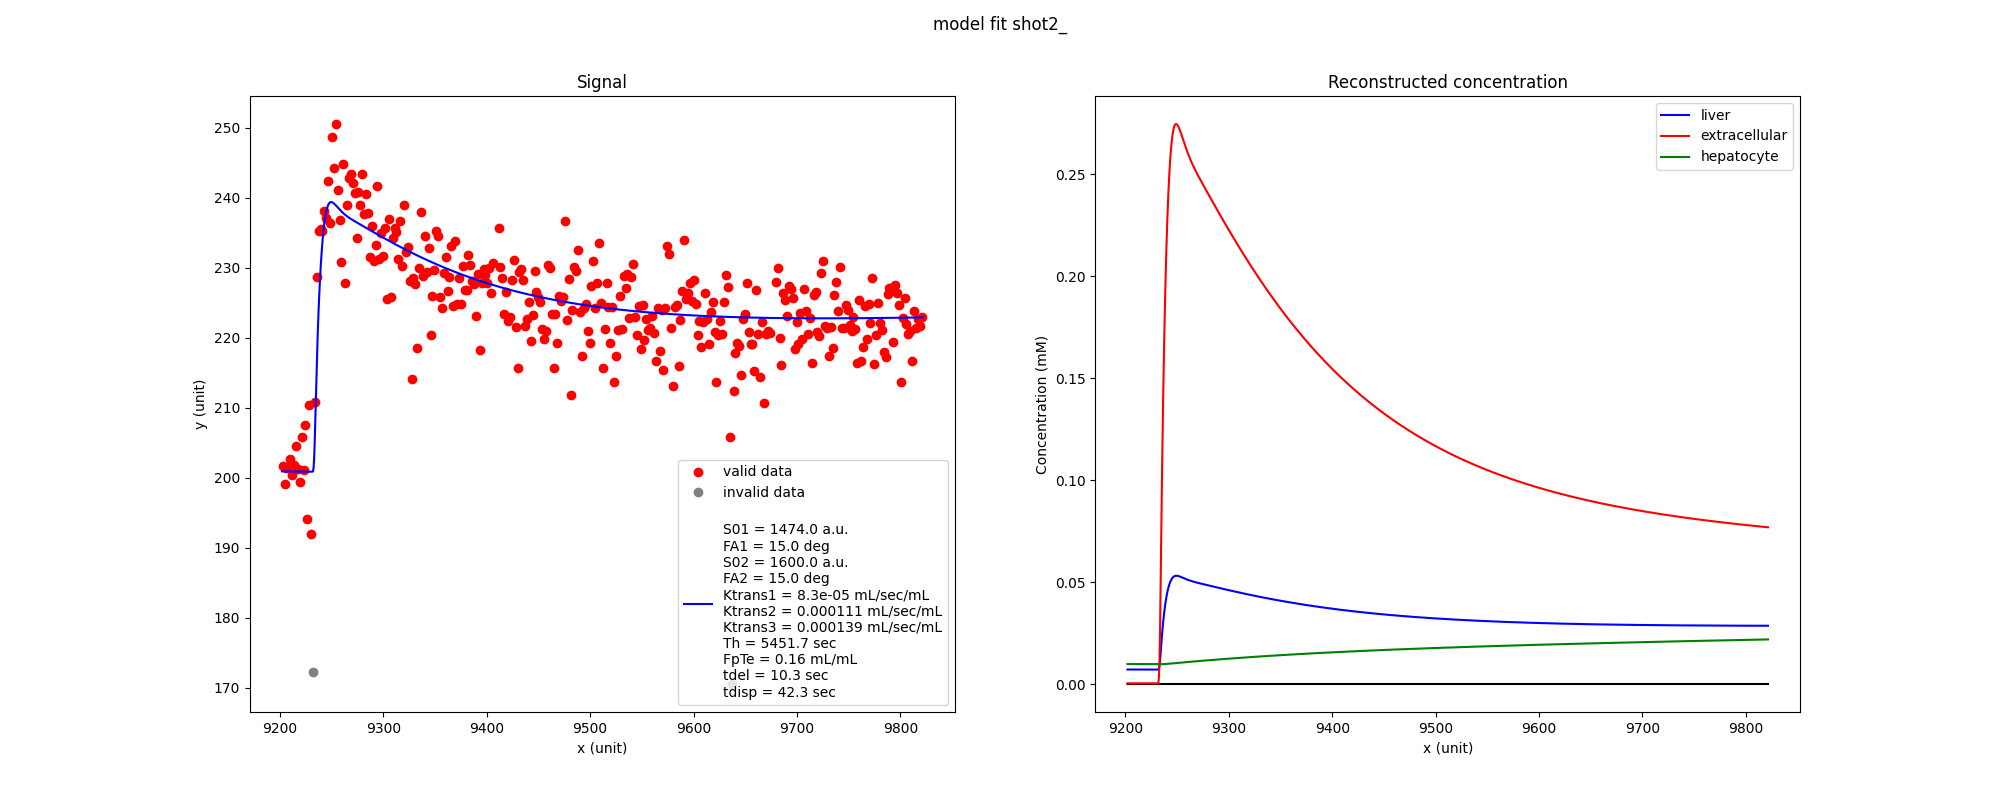 model fit shot2_
Signal
250
240
230
220
210
200
190
180
170
y (unit)
9200 9300 9400 9500 9600 9700 9800
x (unit)
valid data
invalid data
S01 = 1474.0 a.u.
FA1 = 15.0 deg
S02 = 1600.0 a.u.
FA2 = 15.0 deg
Ktrans1 = 8.3e-05 mL/sec/mL
Ktrans2 = 0.000111 mL/sec/mL
Ktrans3 = 0.000139 mL/sec/mL
Th = 5451.7 sec
FpTe = 0.16 mL/mL
tdel = 10.3 sec
tdisp = 42.3 sec
Reconstructed concentration
0.25
0.20
0.15
0.10
0.05
0.00
Concentration (mM)
9200 9300 9400 9500 9600 9700 9800
x (unit)
liver
extracellular
hepatocyte